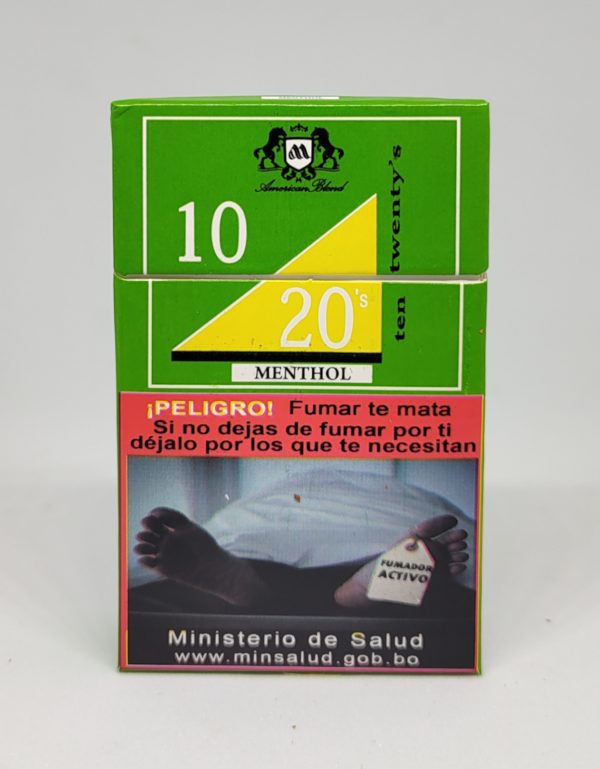 MENTHOL
M
American Blend
10
20's
ten twenty's
MENTHOL
¡PELIGRO! Fumar te mata
Si no dejas de fumar por ti
déjalo por los que te necesitan
FUMADOR
ACTIVO
Ministerio de Salud
www.minsalud.gob.bo